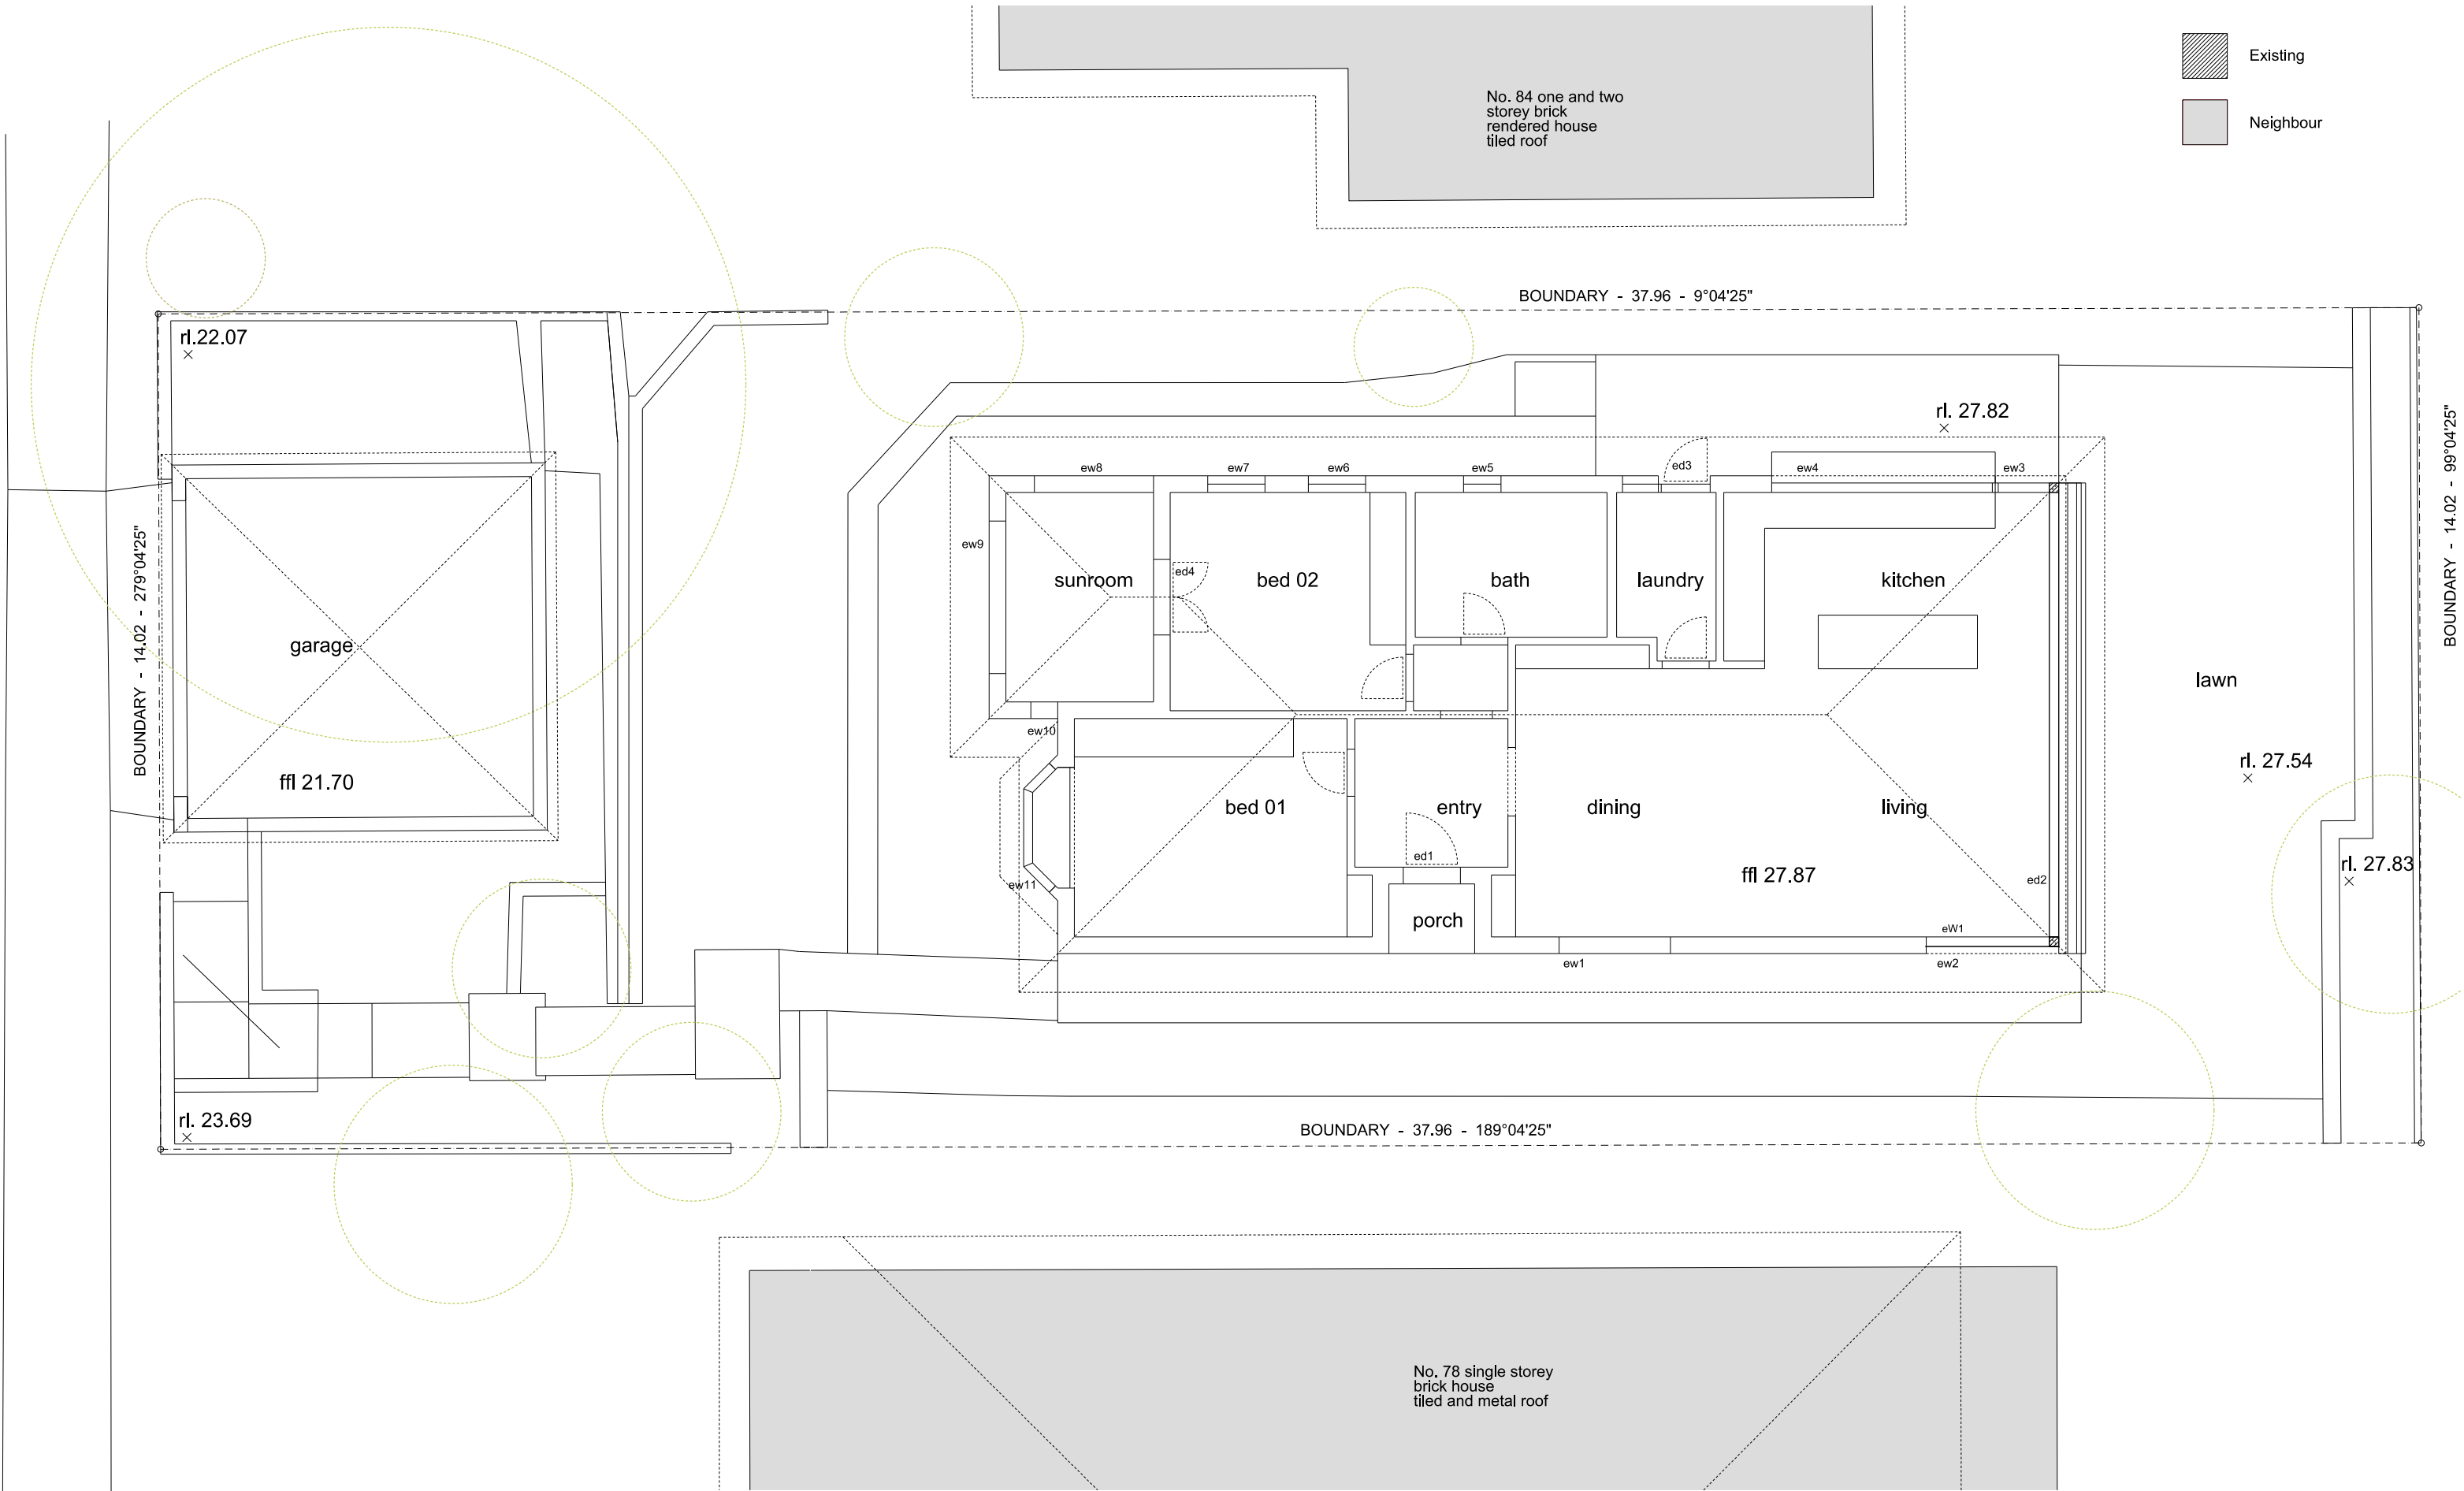 Existing
No. 84 one and two
storey brick
rendered house
tiled roof
Neighbour
BOUNDARY - 37.96 - 9°04'25"
rl.22.07
rl. 27.82
BOUNDARY - 14.02 - 99°04'25"
ew8
ew7
ew6
ew5
ed3
ew4
ew3
BOUNDARY - 14.02 - 279°04'25"
ew9
ed4
sunroom
bed 02
bath
laundry
kitchen
garage
lawn
ew10
rl. 27.54
ffl 21.70
bed 01
entry
dining
living
ed1
rl. 27.83
ew11
ffl 27.87
ed2
porch
eW1
ew1
ew2
rl. 23.69
BOUNDARY - 37.96 - 189°04'25"
No. 78 single storey
brick house
tiled and metal roof